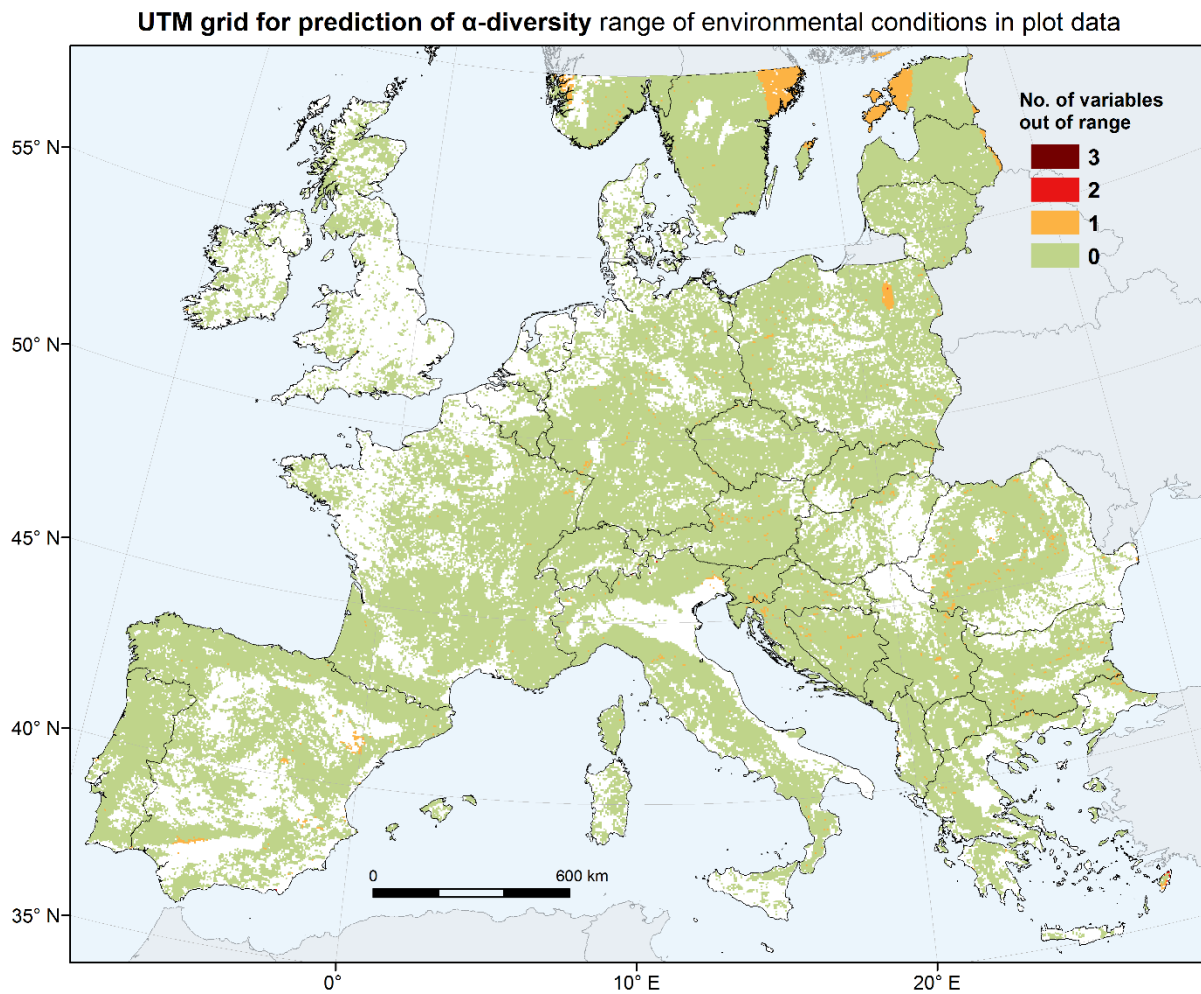 UTM grid for prediction of α-diversity range of environmental conditions in plot data
No. of variables
out of range
3
2
1
0
55° N
50° N
45° N
40° N
35° N
0 600 km
0° 10° E 20° E